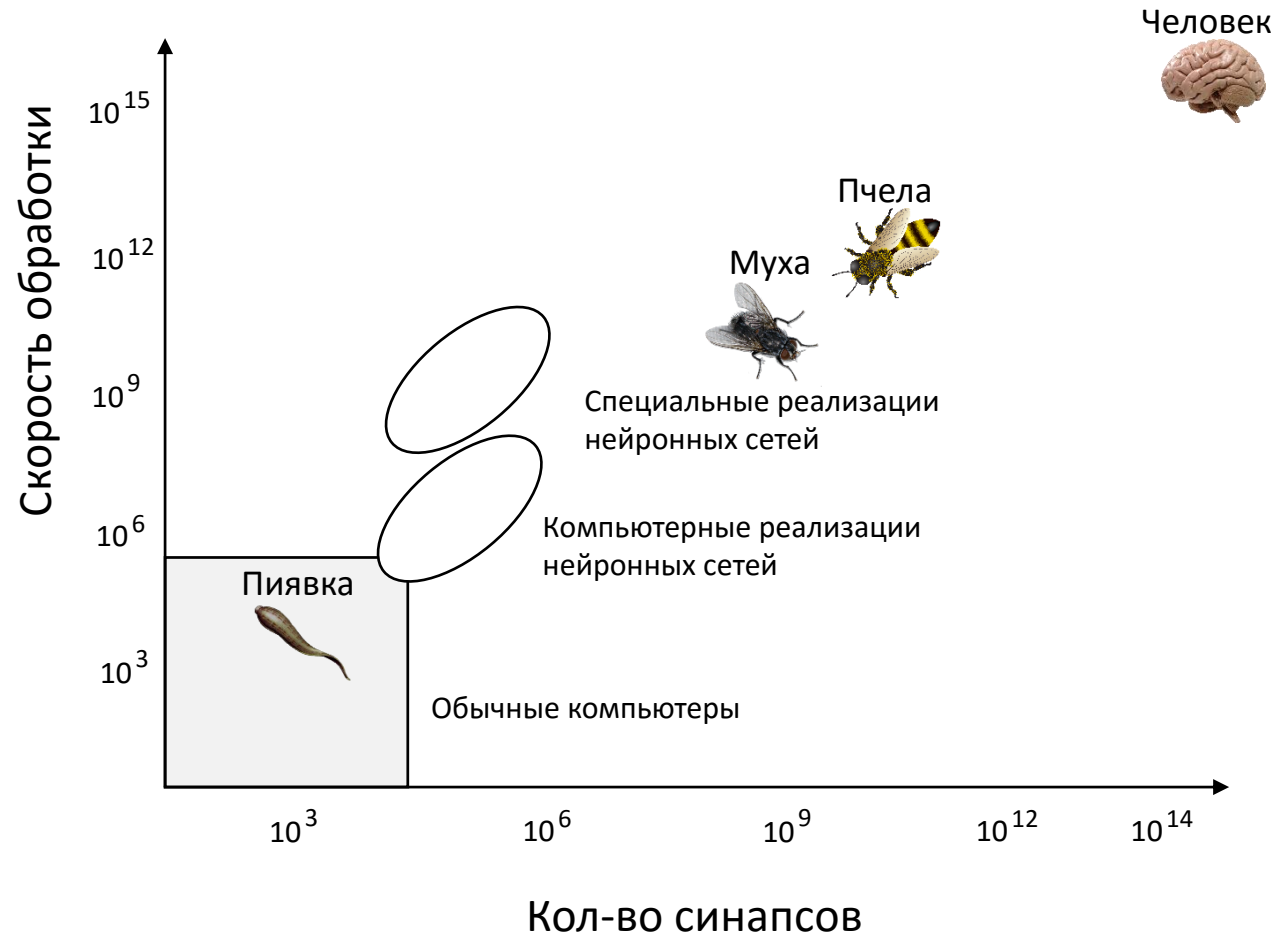 Человек
Скорость обработки
10^15
Пчела
10^12
Муха
10^9
Специальные реализации
нейронных сетей
10^6
Компьютерные реализации
нейронных сетей
Пиявка
10^3
Обычные компьютеры
10^3
10^6
10^9
10^12
10^14
Кол-во синапсов